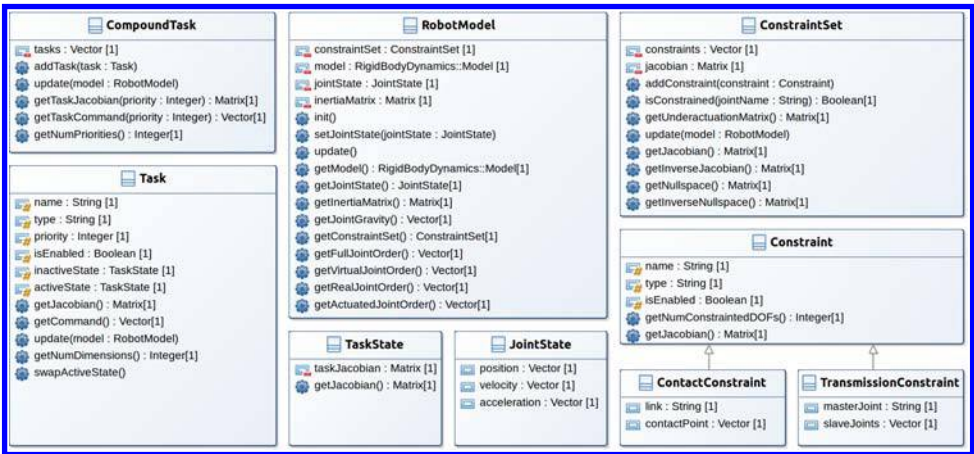 CompoundTask
tasks : Vector [1]
addTask(task : Task)
update(model : RobotModel)
getTaskJacobian(priority : Integer) : Matrix[1]
getTaskCommand(priority : Integer) : Vector[1]
getNumPriorities() : Integer[1]
Task
name : String [1]
type : String [1]
priority : Integer [1]
isEnabled : Boolean [1]
inactiveState : TaskState [1]
activeState : TaskState [1]
getJacobian() : Matrix[1]
getCommand() : Vector[1]
update(model : RobotModel)
getNumDimensions() : Integer[1]
swapActiveState()
RobotModel
constraintSet : ConstraintSet [1]
model : RigidBodyDynamics::Model [1]
jointState : JointState [1]
inertiaMatrix : Matrix [1]
init()
setJointState(jointState : JointState)
update()
getModel() : RigidBodyDynamics::Model[1]
getJointState() : JointState[1]
getInertiaMatrix() : Matrix[1]
getJointGravity() : Vector[1]
getConstraintSet() : ConstraintSet[1]
getFullJointOrder() : Vector[1]
getVirtualJointOrder() : Vector[1]
getRealJointOrder() : Vector[1]
getActuatedJointOrder() : Vector[1]
TaskState
taskJacobian : Matrix [1]
getJacobian() : Matrix[1]
JointState
position : Vector [1]
velocity : Vector [1]
acceleration : Vector [1]
ConstraintSet
constraints : Vector [1]
jacobian : Matrix [1]
addConstraint(constraint : Constraint)
isConstrained(jointName : String) : Boolean[1]
getUnderactuationMatrix() : Matrix[1]
update(model : RobotModel)
getJacobian() : Matrix[1]
getInverseJacobian() : Matrix[1]
getNullspace() : Matrix[1]
getInverseNullspace() : Matrix[1]
Constraint
name : String [1]
type : String [1]
isEnabled : Boolean [1]
getNumConstraintedDOFs() : Integer[1]
getJacobian() : Matrix[1]
ContactConstraint
link : String [1]
contactPoint : Vector [1]
TransmissionConstraint
masterJoint : String [1]
slaveJoints : Vector [1]